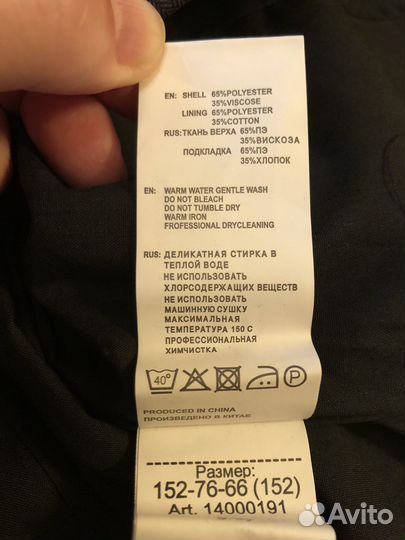 EN: SHELL 65%POLYESTER
35%VISCOSE
LINING 65%POLYESTER
35%COTTON
RUS:ТКАНЬ ВЕРХА 65%ПЭ
35%ВИСКОЗА
ПОДКЛАДКА 65%ПЭ
35%ХЛОПОК
EN: WARM WATER GENTLE WASH
DO NOT BLEACH
DO NOT TUMBLE DRY
WARM IRON
FROFESSIONAL DRYCLEANING
RUS: ДЕЛИКАТНАЯ СТИРКА В
ТЕПЛОЙ ВОДЕ
НЕ ИСПОЛЬЗОВАТЬ
ХЛОРСОДЕРЖАЩИХ ВЕЩЕСТВ
НЕ ИСПОЛЬЗОВАТЬ
МАШИННУЮ СУШКУ
МАКСИМАЛЬНАЯ
ТЕМПЕРАТУРА 150 С
ПРОФЕССИОНАЛЬНАЯ
ХИМЧИСТКА
40° P
PRODUCED IN CHINA
ПРОИЗВЕДЕНО В КИТАЕ
Размер:
152-76-66 (152)
Art. 14000191
Avito